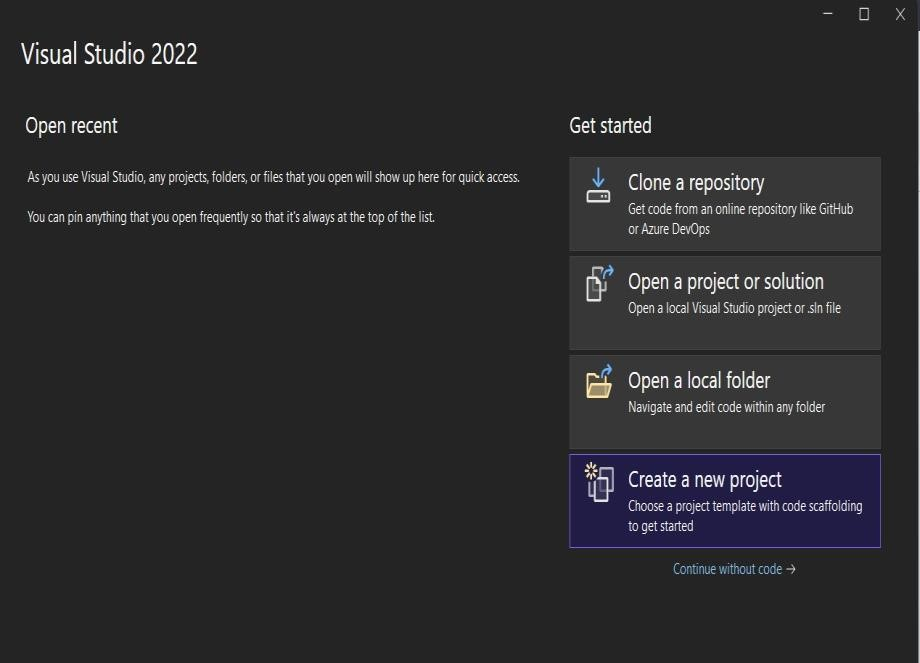 Visual Studio 2022
Open recent
As you use Visual Studio, any projects, folders, or files that you open will show up here for quick access.
You can pin anything that you open frequently so that it's always at the top of the list.
Get started
Clone a repository
Get code from an online repository like GitHub
or Azure DevOps
Open a project or solution
Open a local Visual Studio project or .sln file
Open a local folder
Navigate and edit code within any folder
Create a new project
Choose a project template with code scaffolding
to get started
Continue without code →